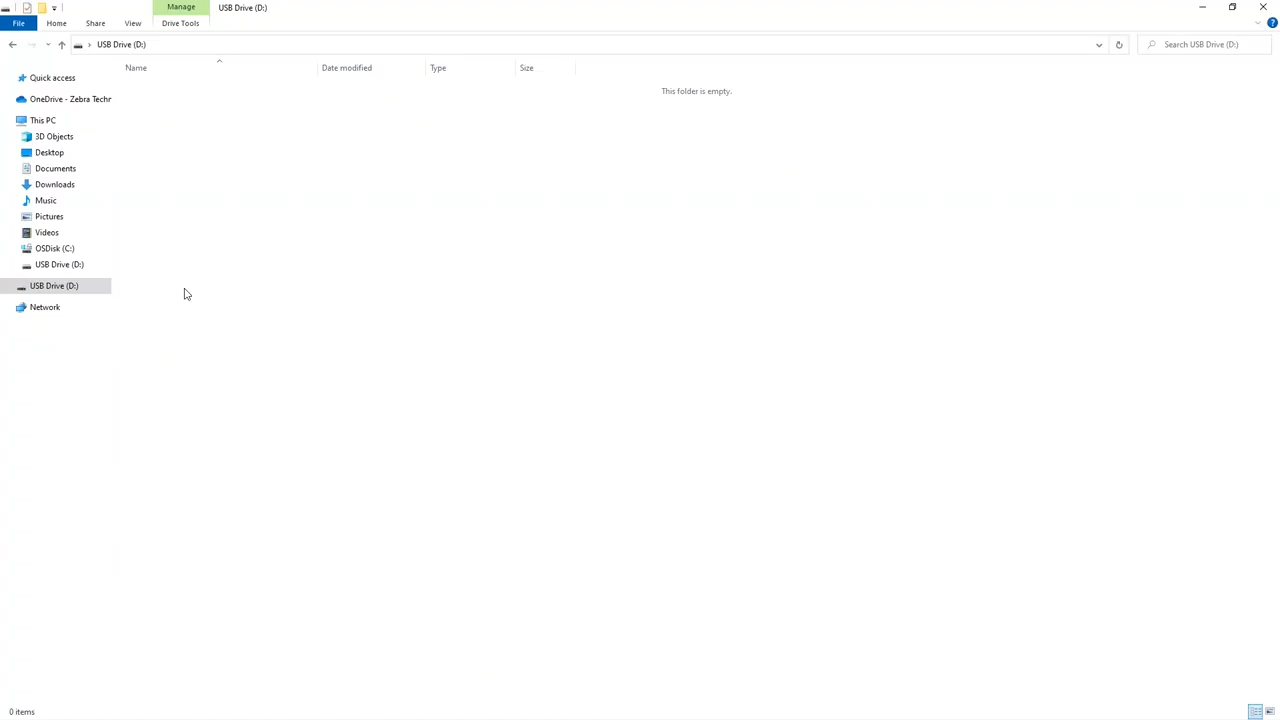 Manage
USB Drive (D:)
File
Home
Share
View
Drive Tools
USB Drive (D:)
Search USB Drive (D:)
Name
Date modified
Type
Size
This folder is empty.
Quick access
OneDrive - Zebra Techr
This PC
3D Objects
Desktop
Documents
Downloads
Music
Pictures
Videos
OSDisk (C:)
USB Drive (D:)
USB Drive (D:)
Network
0 items